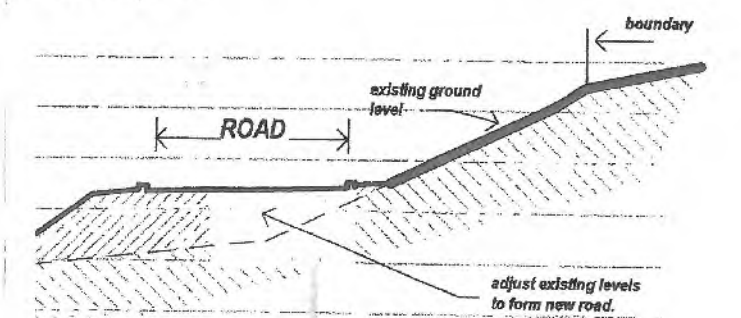 boundary
existing ground
level
ROAD
adjust existing levels
to form new road.